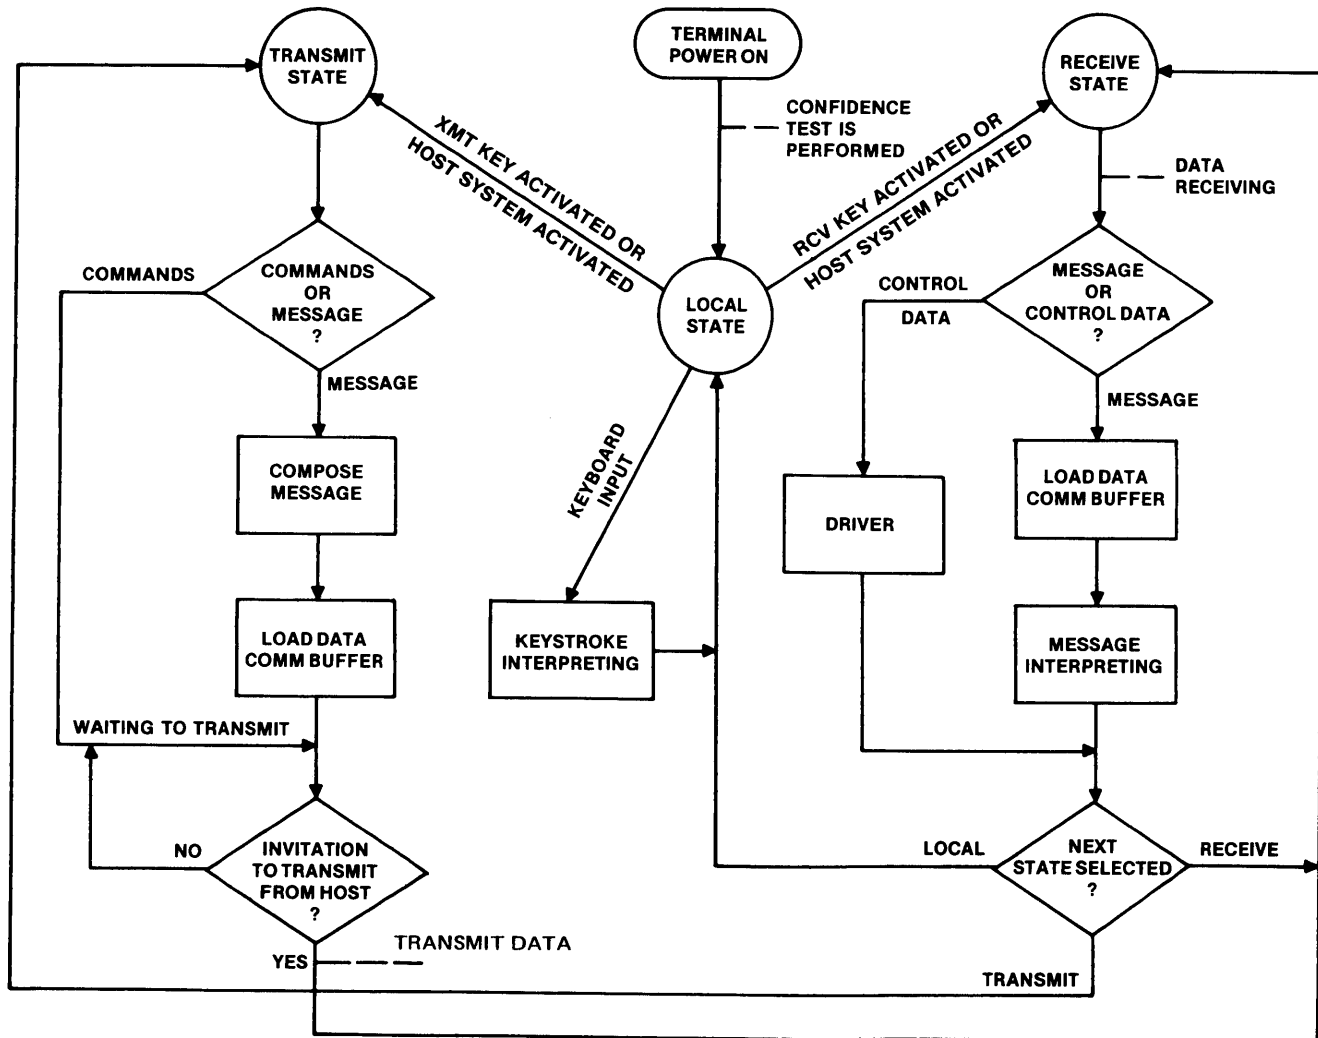 TRANSMIT
STATE
TERMINAL
POWER ON
RECEIVE
STATE
CONFIDENCE
TEST IS
PERFORMED
XMT KEY ACTIVATED OR
HOST SYSTEM ACTIVATED
RCV KEY ACTIVATED OR
HOST SYSTEM ACTIVATED
DATA
RECEIVING
COMMANDS
COMMANDS
OR
MESSAGE
?
LOCAL
STATE
CONTROL
DATA
MESSAGE
OR
CONTROL DATA
?
MESSAGE
MESSAGE
COMPOSE
MESSAGE
KEYBOARD
INPUT
DRIVER
LOAD DATA
COMM BUFFER
LOAD DATA
COMM BUFFER
KEYSTROKE
INTERPRETING
MESSAGE
INTERPRETING
WAITING TO TRANSMIT
NO
INVITATION
TO TRANSMIT
FROM HOST
?
LOCAL
NEXT
STATE SELECTED
?
RECEIVE
YES
TRANSMIT DATA
TRANSMIT